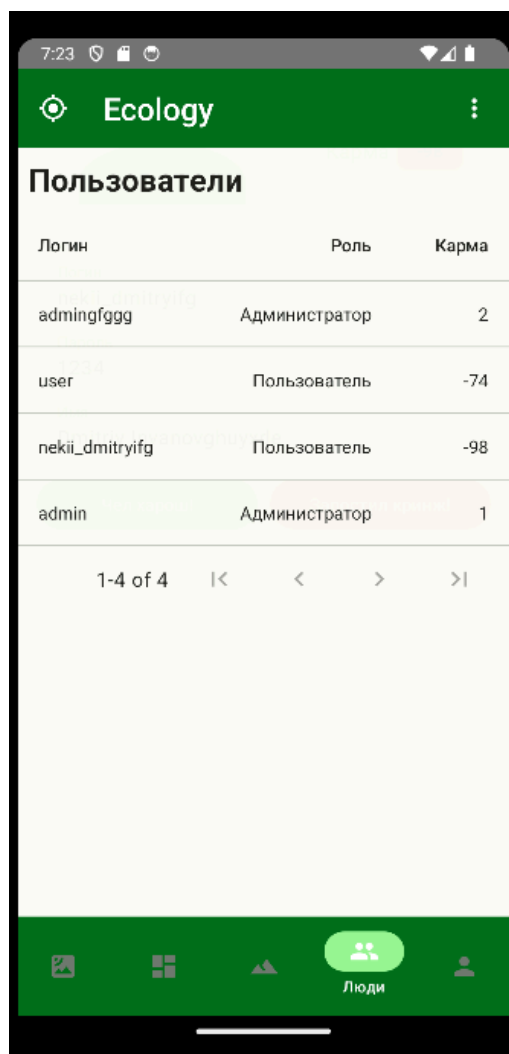 7:23
Ecology
Пользователи
Логин Роль Карма
admingfggg Администратор 2
user Пользователь -74
nekii_dmitryifg Пользователь -98
admin Администратор 1
1-4 of 4
Люди